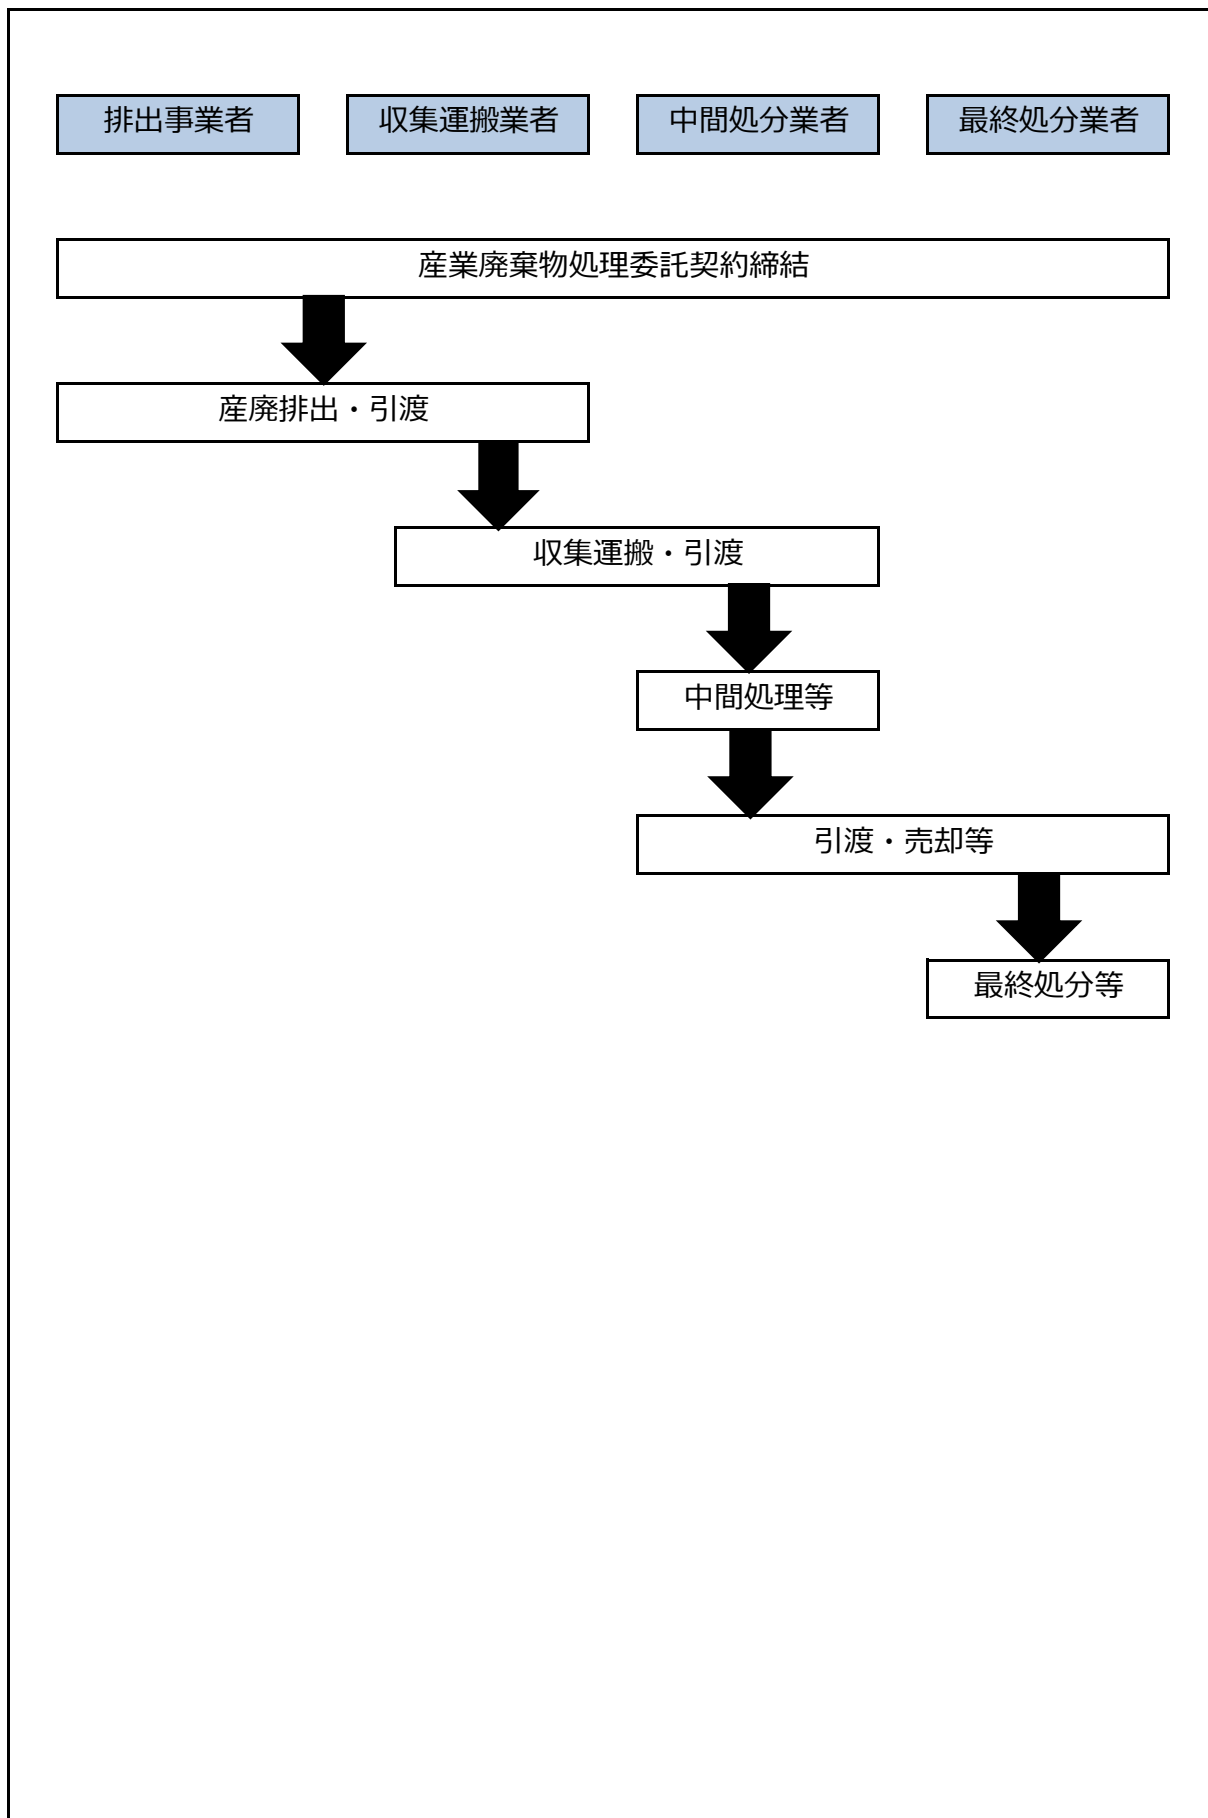 排出事業者
収集運搬業者
中間処分業者
最終処分業者
産業廃棄物処理委託契約締結
産廃排出・引渡
収集運搬・引渡
中間処理等
引渡・売却等
最終処分等